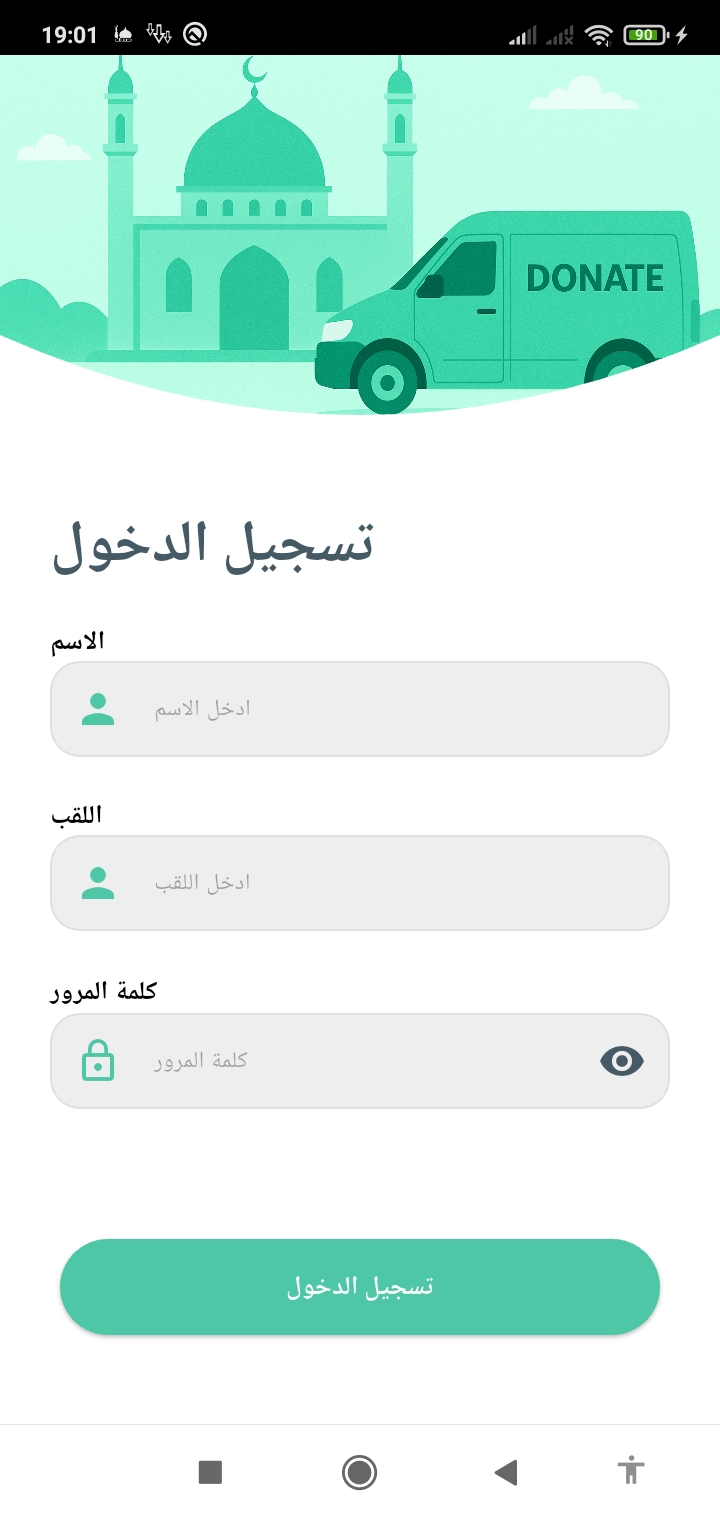 19:01
90
DONATE
تسجيل الدخول
الاسم
ادخل الاسم
اللقب
ادخل اللقب
كلمة المرور
كلمة المرور
تسجيل الدخول